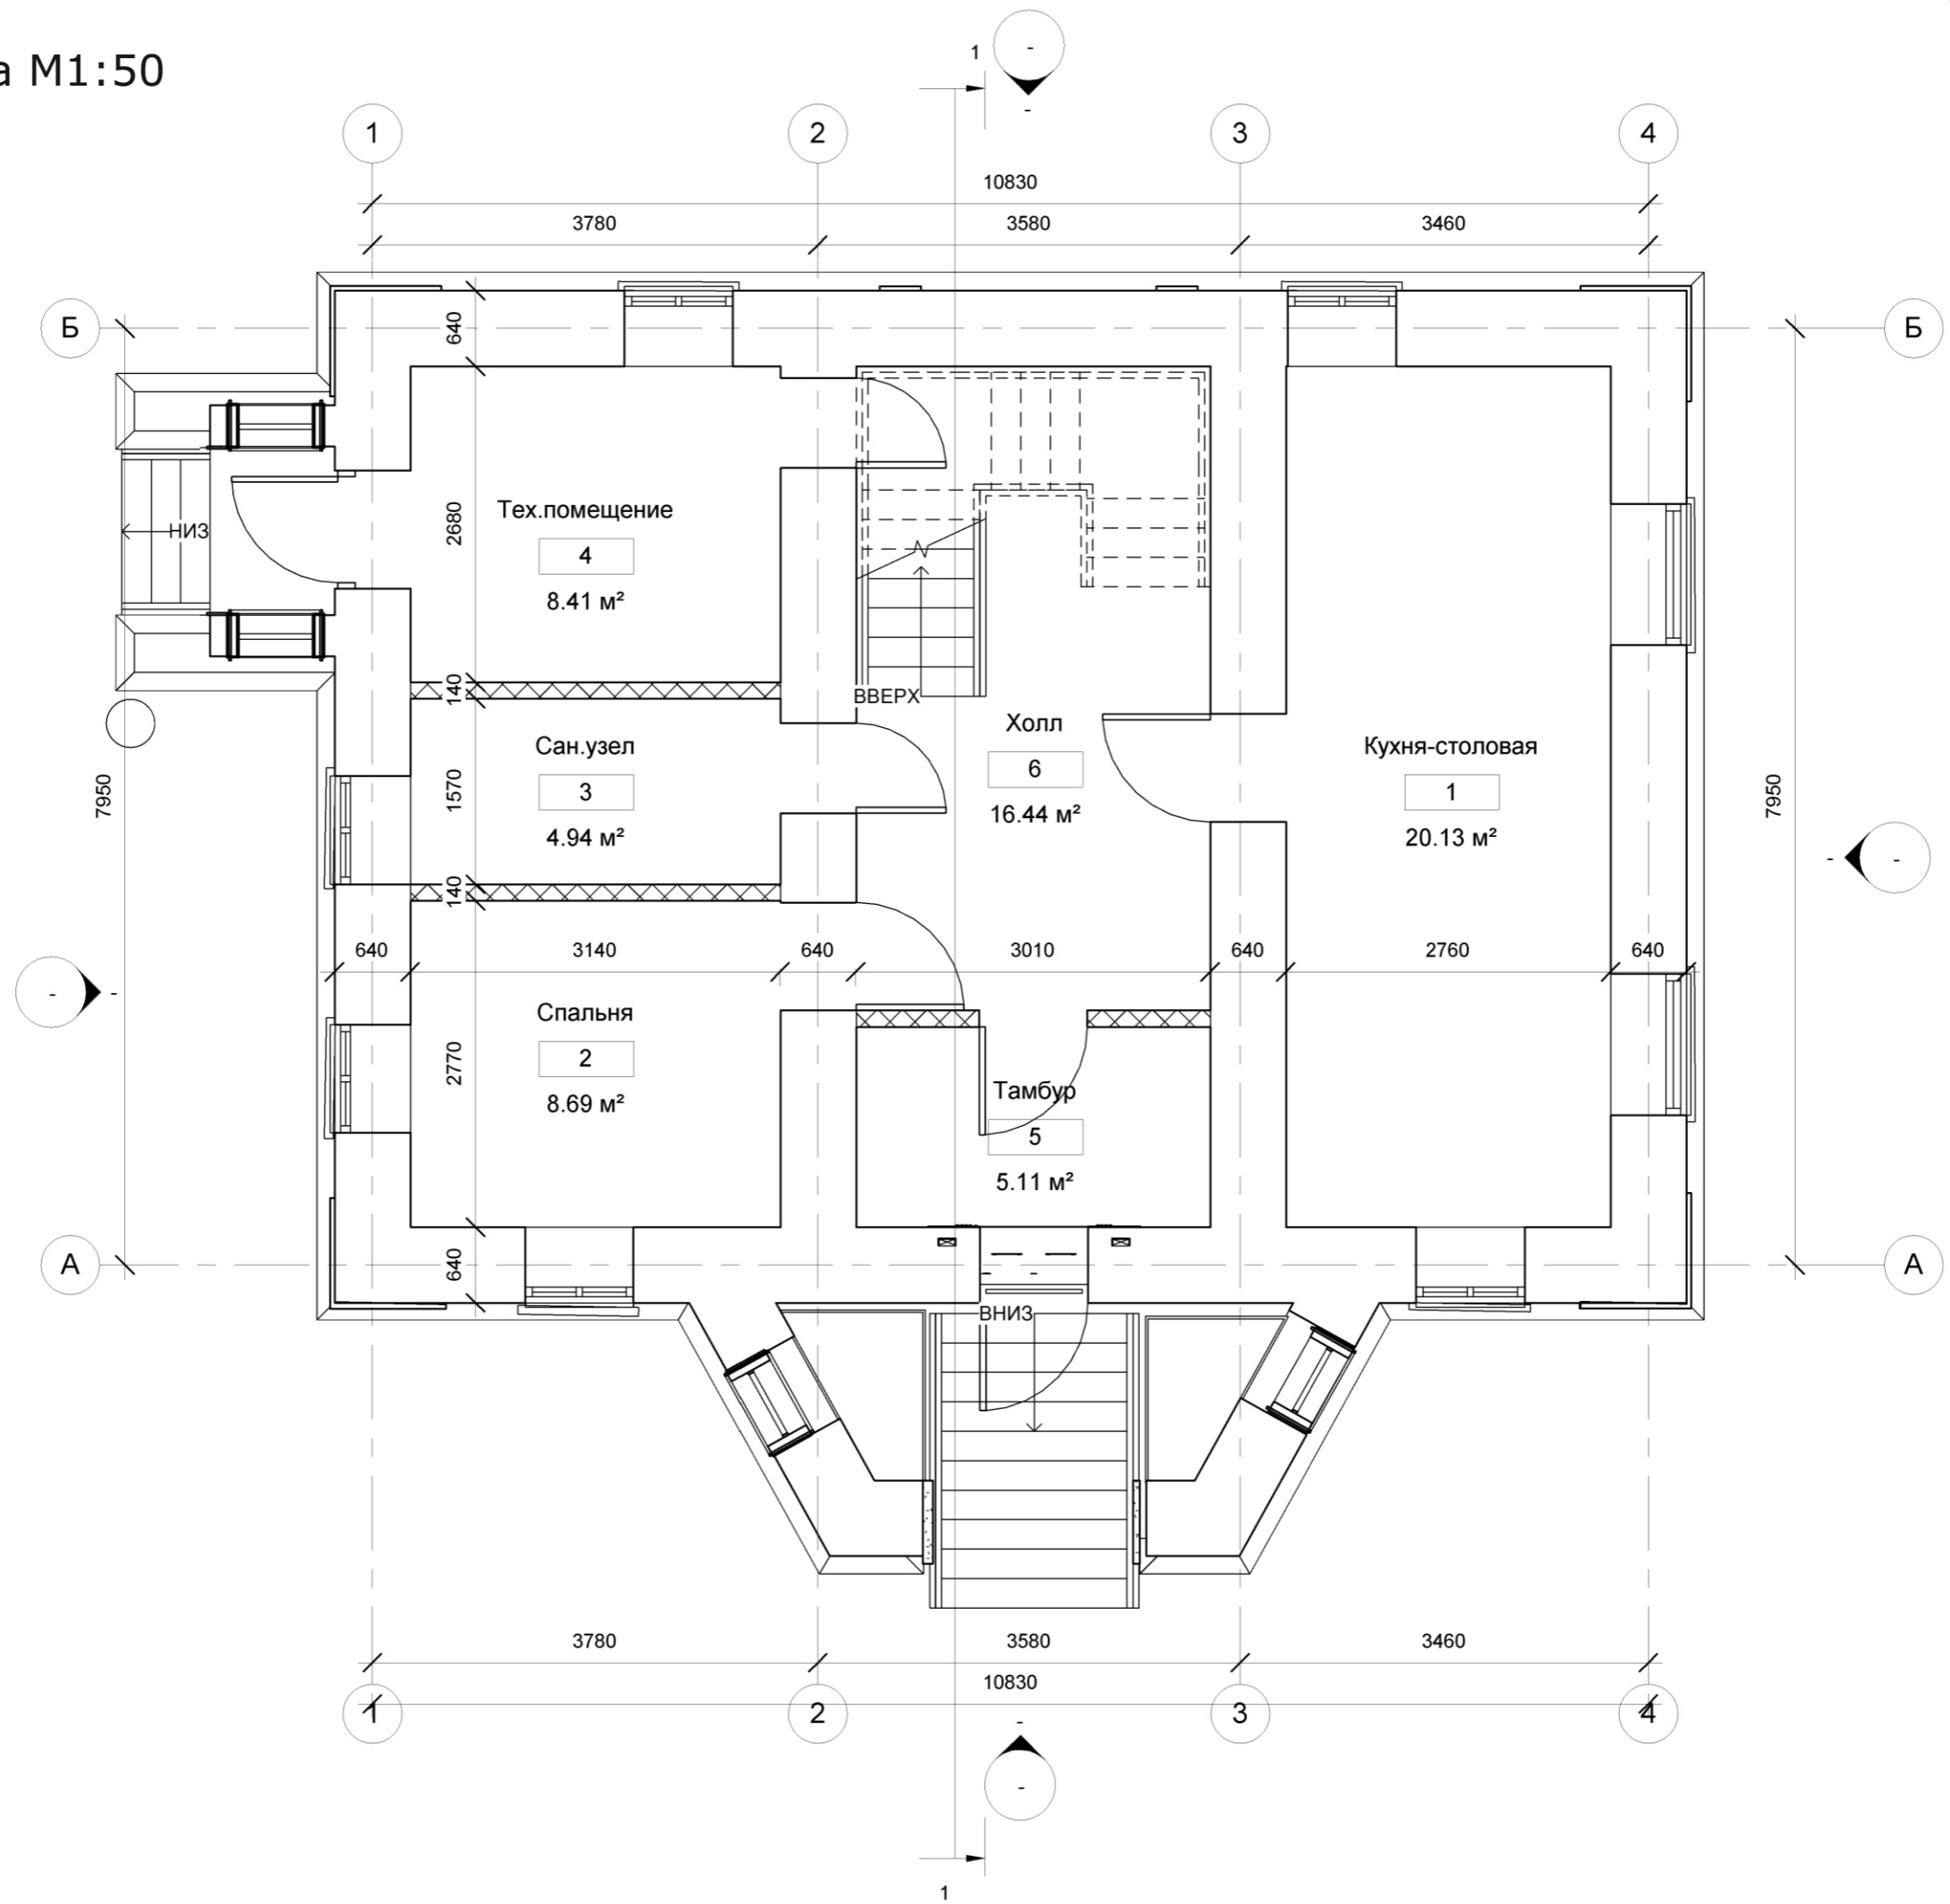 а М1:50
1
-
-
1
2
3
4
10830
3780
3580
3460
Б
Б
640
НИЗ
2680
Тех.помещение
4
8.41 м²
140
ВВЕРХ
Холл
6
16.44 м²
Сан.узел
3
4.94 м²
1570
Кухня-столовая
1
20.13 м²
7950
7950
-
-
140
640
3140
640
3010
640
2760
640
-
-
Спальня
2
8.69 м²
2770
Тамбур
5
5.11 м²
640
А
А
ВНИЗ
3780
3580
3460
10830
1
2
3
4
-
-
1